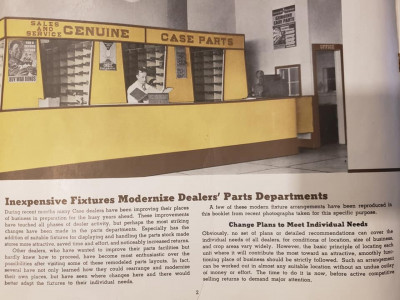 SALES
AND
SERVICE
GENUINE
CASE PARTS
OFFICE
Inexpensive Fixtures Modernize Dealers' Parts Departments
During recent months many Case dealers have been improving their places
of business in preparation for the busy years ahead. These improvements
have touched all phases of dealer activity, but perhaps the most striking
changes have been made in the parts departments. Especially has the
addition of suitable fixtures for displaying and handling the parts stock made
stores more attractive, saved time and effort and noticeably increased returns.
Other dealers, who have wanted to improve their parts facilities but
hardly knew how to proceed, have become most enthusiastic over the
possibilities after visiting some of these remodeled parts layouts. In fact,
several have not only learned how they could rearrange and modernize
their own places, but have seen where changes here and there would
better adapt the fixtures to their individual needs.
A few of these modern fixture arrangements have been reproduced in
this booklet from recent photographs taken for this specific purpose.
Change Plans to Meet Individual Needs
Obviously, no set of plans or detailed recommendations can cover the
individual needs of all dealers, for conditions of location, size of business,
and crop areas vary widely. However, the basic principle of locating each
unit where it will contribute the most toward an attractive, smoothly func-
tioning place of business should be strictly followed. Such an arrangement
can be worked out in almost any suitable location without an undue outlay
of money or effort. The time to do it is now, before active competitive
selling returns to demand major attention.
2